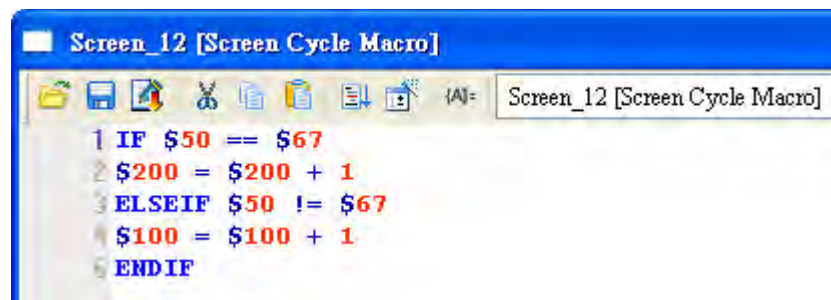 Screen_12 [Screen Cycle Macro]
{A}= Screen_12 [Screen Cycle Macro]
1 IF $50 == $67
2 $200 = $200 + 1
3 ELSEIF $50 != $67
4 $100 = $100 + 1
5 ENDIF